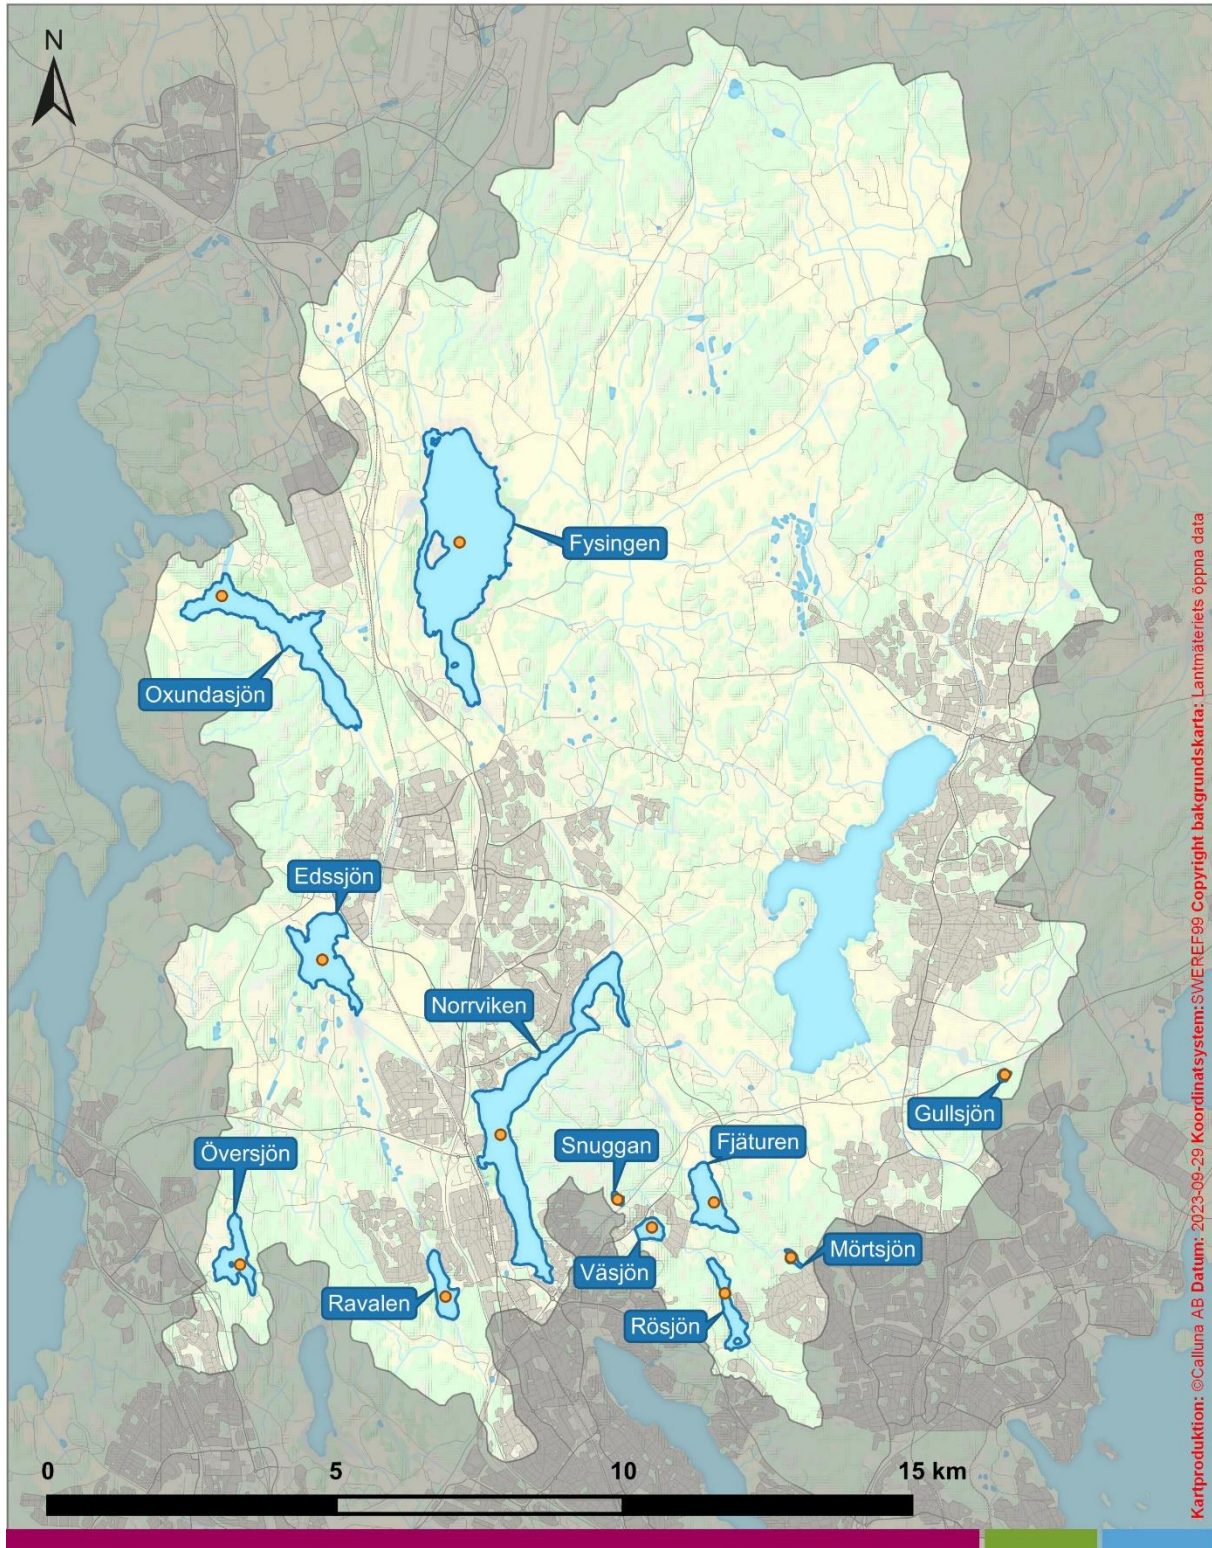 N
Fysingen
Oxundasjön
Edssjön
Norrviken
Gullsjön
Snuggan
Fjäturen
Översjön
Mörtsjön
Väsjön
Ravalen
Rösjön
0 5 10 15 km
Kartproduktion: ©Calluna AB Datum: 2023-09-29 Koordinatsystem:SWEREF99 Copyright bakgrundskarta: Lantmäteriets öppna data